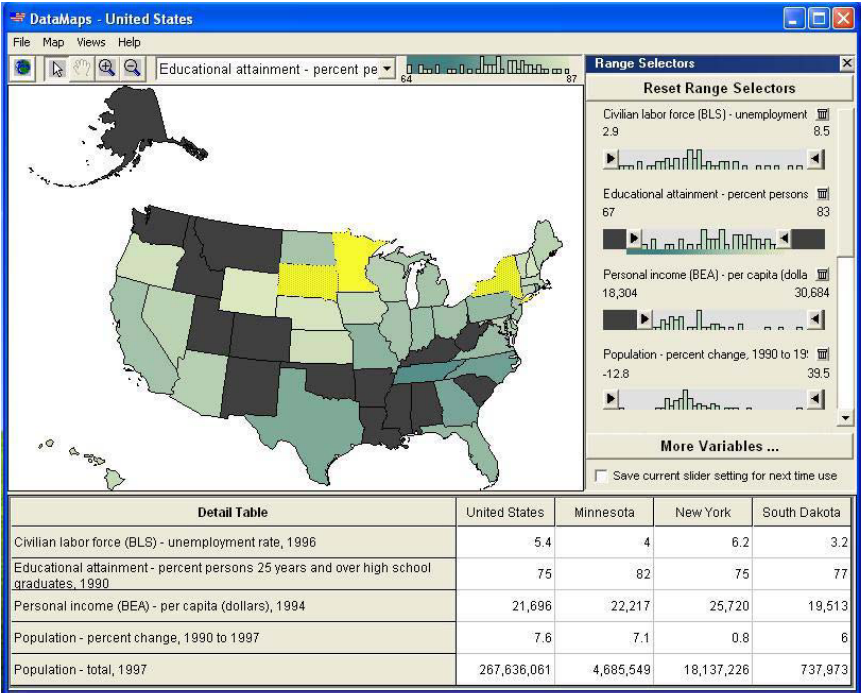 DataMaps - United States
File Map Views Help
Educational attainment - percent pe
64 87
Range Selectors
Reset Range Selectors
Civilian labor force (BLS) - unemployment
2.9 8.5
Educational attainment - percent persons
67 83
Personal income (BEA) - per capita (dolla
18,304 30,684
Population - percent change, 1990 to 19
-12.8 39.5
More Variables ...
Save current slider setting for next time use
Detail Table United States Minnesota New York South Dakota
Civilian labor force (BLS) - unemployment rate, 1996 5.4 4 6.2 3.2
Educational attainment - percent persons 25 years and over high school
graduates, 1990 75 82 75 77
Personal income (BEA) - per capita (dollars), 1994 21,696 22,217 25,720 19,513
Population - percent change, 1990 to 1997 7.6 7.1 0.8 6
Population - total, 1997 267,636,061 4,685,549 18,137,226 737,973